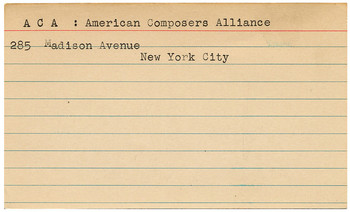 A C A : American Composers Alliance
285 Madison Avenue
New York City